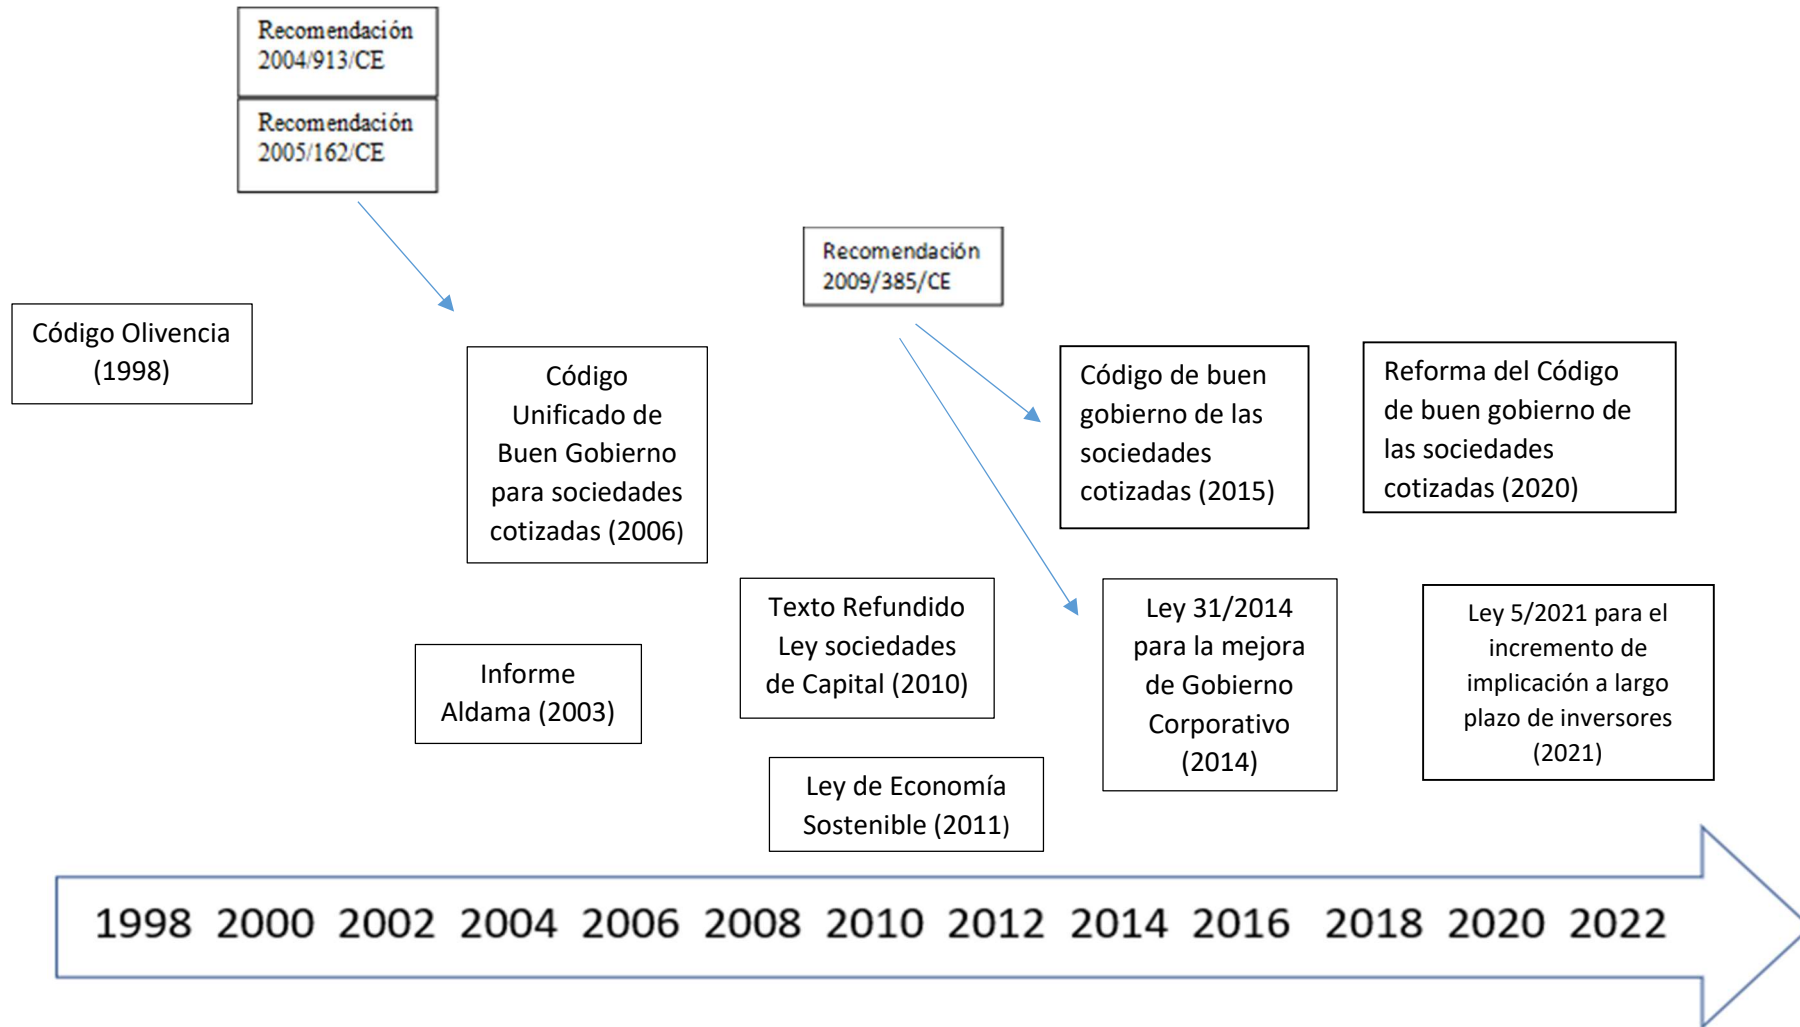 Recomendación
2004/913/CE
Recomendación
2005/162/CE
Recomendación
2009/385/CE
Código Olivencia
(1998)
Código
Unificado de
Buen Gobierno
para sociedades
cotizadas (2006)
Código de buen
gobierno de las
sociedades
cotizadas (2015)
Reforma del Código
de buen gobierno de
las sociedades
cotizadas (2020)
Informe
Aldama (2003)
Texto Refundido
Ley sociedades
de Capital (2010)
Ley 31/2014
para la mejora
de Gobierno
Corporativo
(2014)
Ley 5/2021 para el
incremento de
implicación a largo
plazo de inversores
(2021)
Ley de Economía
Sostenible (2011)
1998 2000 2002 2004 2006 2008 2010 2012 2014 2016 2018 2020 2022